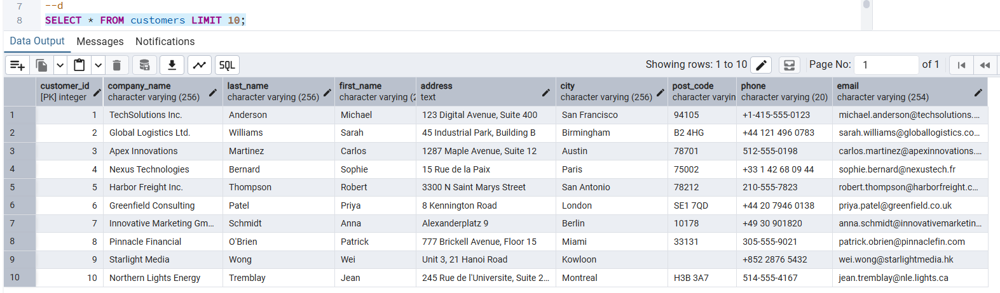 7 --d
8 SELECT * FROM customers LIMIT 10;
Data Output Messages Notifications
SQL Showing rows: 1 to 10 Page No: 1 of 1
customer_id company_name last_name first_name address city post_code phone email
[PK] integer character varying (256) character varying (256) character varying (2 text character varying (256) character varyin character varying (20) character varying (254)
1 1 TechSolutions Inc. Anderson Michael 123 Digital Avenue, Suite 400 San Francisco 94105 +1-415-555-0123 michael.anderson@techsolutions.…
2 2 Global Logistics Ltd. Williams Sarah 45 Industrial Park, Building B Birmingham B2 4HG +44 121 496 0783 sarah.williams@globallogistics.co…
3 3 Apex Innovations Martinez Carlos 1287 Maple Avenue, Suite 12 Austin 78701 512-555-0198 carlos.martinez@apexinnovations.…
4 4 Nexus Technologies Bernard Sophie 15 Rue de la Paix Paris 75002 +33 1 42 68 09 44 sophie.bernard@nexustech.fr
5 5 Harbor Freight Inc. Thompson Robert 3300 N Saint Marys Street San Antonio 78212 210-555-7823 robert.thompson@harborfreight.c…
6 6 Greenfield Consulting Patel Priya 8 Kennington Road London SE1 7QD +44 20 7946 0138 priya.patel@greenfield.co.uk
7 7 Innovative Marketing Gm… Schmidt Anna Alexanderplatz 9 Berlin 10178 +49 30 901820 anna.schmidt@innovativemarketin…
8 8 Pinnacle Financial O'Brien Patrick 777 Brickell Avenue, Floor 15 Miami 33131 305-555-9021 patrick.obrien@pinnaclefin.com
9 9 Starlight Media Wong Wei Unit 3, 21 Hanoi Road Kowloon +852 2876 5432 wei.wong@starlightmedia.hk
10 10 Northern Lights Energy Tremblay Jean 245 Rue de l'Universite, Suite 2… Montreal H3B 3A7 514-555-4167 jean.tremblay@nle.lights.ca